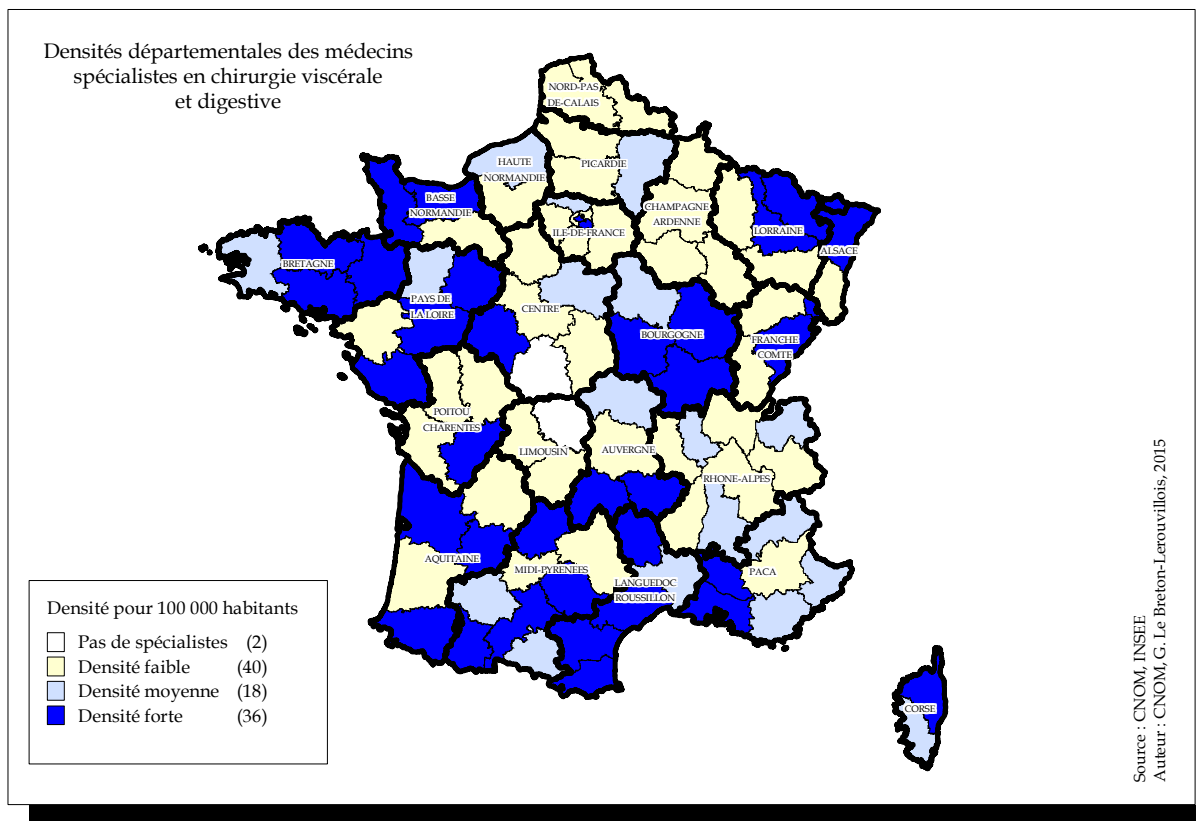 Densités départementales des médecins
spécialistes en chirurgie viscérale
et digestive
NORD-PAS
DE-CALAIS
HAUTE
NORMANDIE
PICARDIE
BASSE
NORMANDIE
CHAMPAGNE
ARDENNE
ILE-DE-FRANCE
LORRAINE
ALSACE
BRETAGNE
PAYS DE
LA LOIRE
CENTRE
BOURGOGNE
FRANCHE
COMTE
POITOU
CHARENTES
LIMOUSIN
AUVERGNE
RHONE-ALPES
AQUITAINE
MIDI-PYRENEES
LANGUEDOC
ROUSSILLON
PACA
CORSE
Densité pour 100 000 habitants
Pas de spécialistes (2)
Densité faible (40)
Densité moyenne (18)
Densité forte (36)
Source : CNOM, INSEE
Auteur : CNOM, G. Le Breton-Lerouvillois, 2015